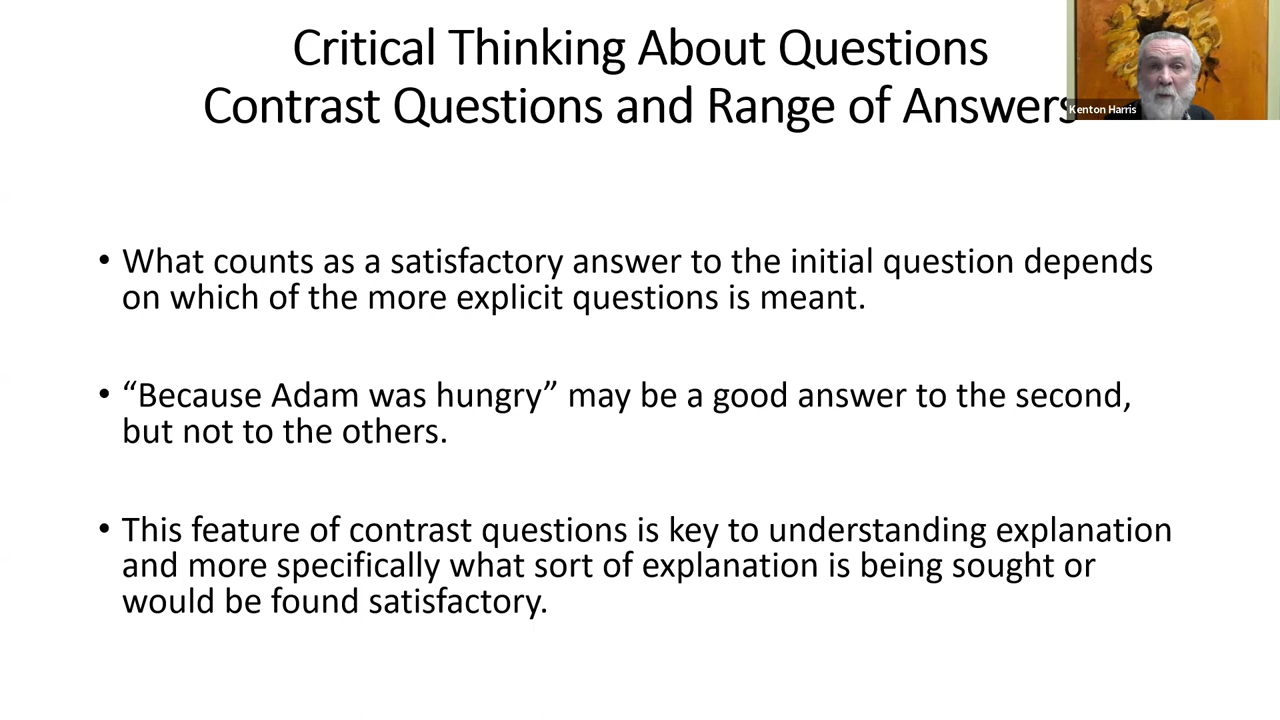 Critical Thinking About Questions
Contrast Questions and Range of Answers
Kenton Harris
• What counts as a satisfactory answer to the initial question depends
on which of the more explicit questions is meant.
• “Because Adam was hungry” may be a good answer to the second,
but not to the others.
• This feature of contrast questions is key to understanding explanation
and more specifically what sort of explanation is being sought or
would be found satisfactory.